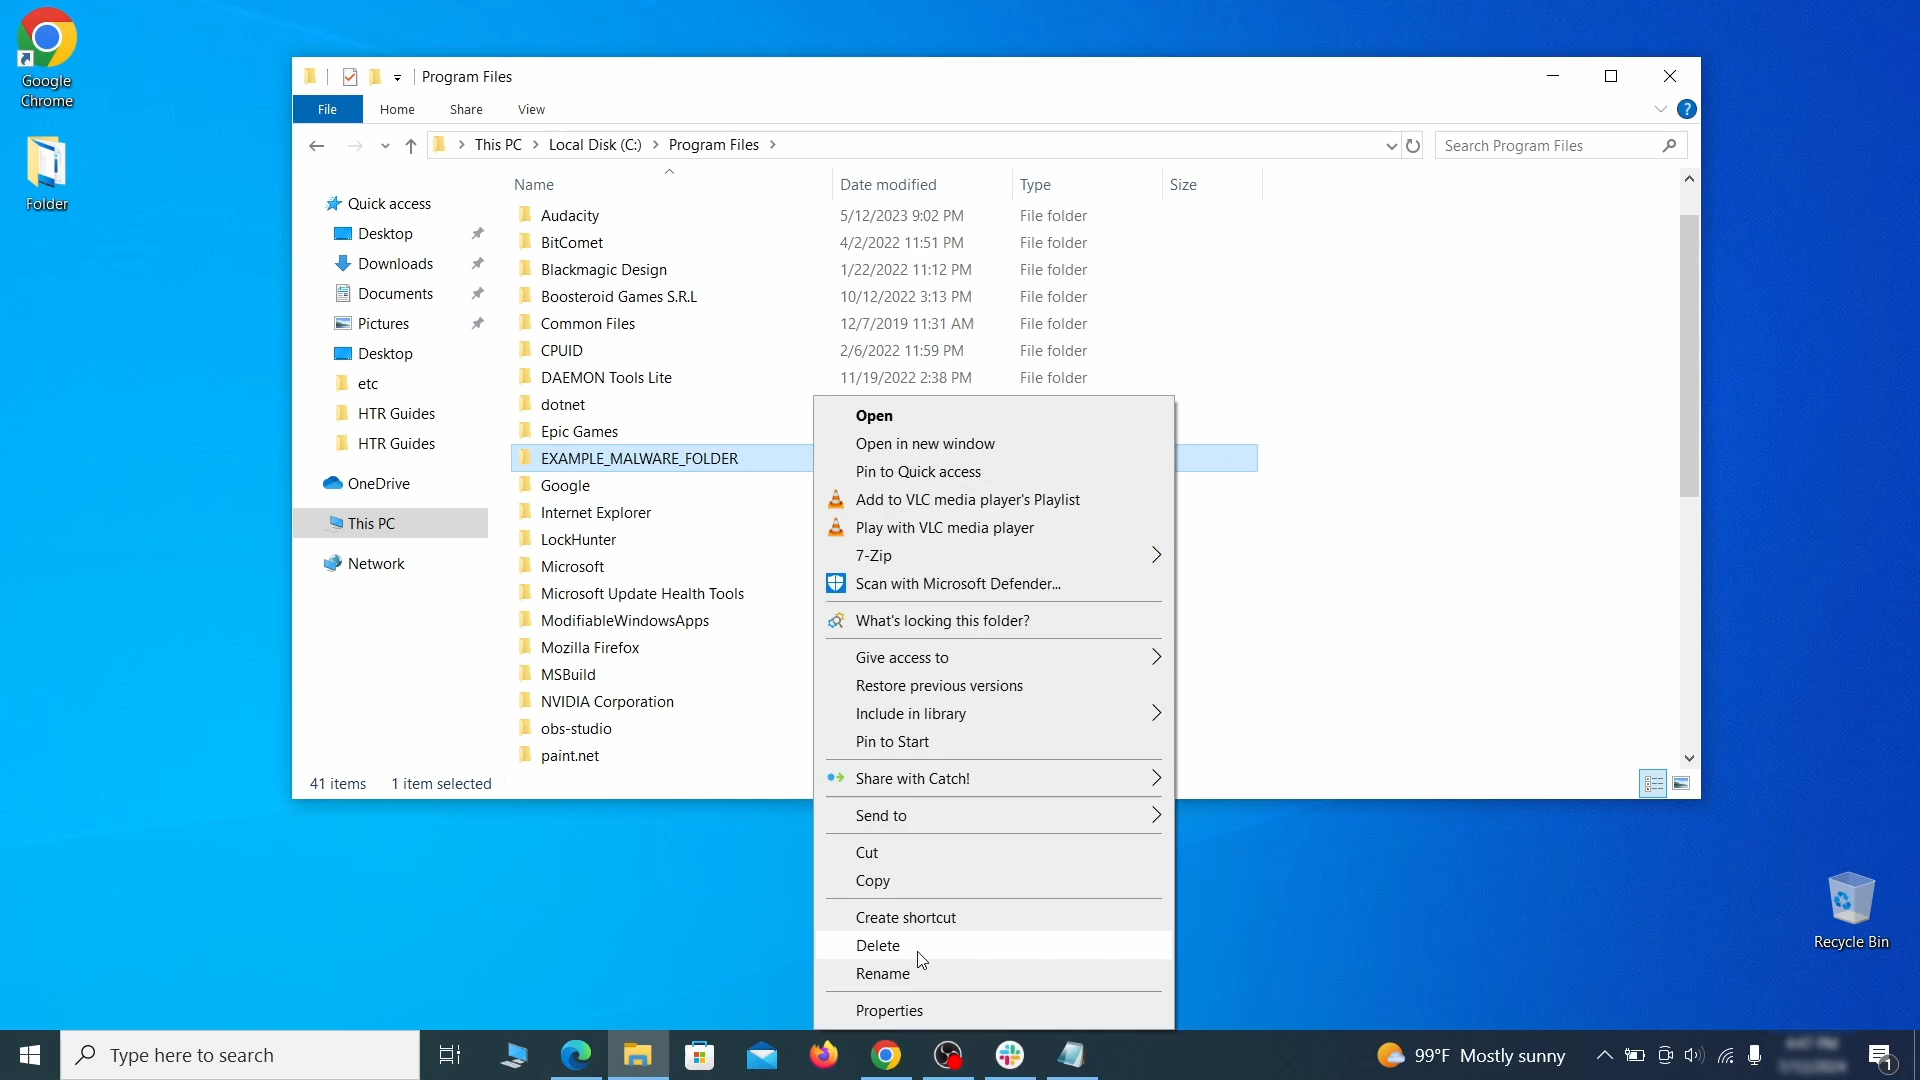 Google
Chrome
Folder
Program Files
File
Home
Share
View
?
This PC
Local Disk (C:)
Program Files
Search Program Files
Quick access
Desktop
Downloads
Documents
Pictures
Desktop
etc
HTR Guides
HTR Guides
OneDrive
This PC
Network
Name
Date modified
Type
Size
Audacity 5/12/2023 9:02 PM File folder
BitComet 4/2/2022 11:51 PM File folder
Blackmagic Design 1/22/2022 11:12 PM File folder
Boosteroid Games S.R.L 10/12/2022 3:13 PM File folder
Common Files 12/7/2019 11:31 AM File folder
CPUID 2/6/2022 11:59 PM File folder
DAEMON Tools Lite 11/19/2022 2:38 PM File folder
dotnet
Epic Games
EXAMPLE_MALWARE_FOLDER
Google
Internet Explorer
LockHunter
Microsoft
Microsoft Update Health Tools
ModifiableWindowsApps
Mozilla Firefox
MSBuild
NVIDIA Corporation
obs-studio
paint.net
41 items
1 item selected
Open
Open in new window
Pin to Quick access
Add to VLC media player's Playlist
Play with VLC media player
7-Zip
Scan with Microsoft Defender...
What's locking this folder?
Give access to
Restore previous versions
Include in library
Pin to Start
Share with Catch!
Send to
Cut
Copy
Create shortcut
Delete
Rename
Properties
Recycle Bin
Type here to search
99°F Mostly sunny
1